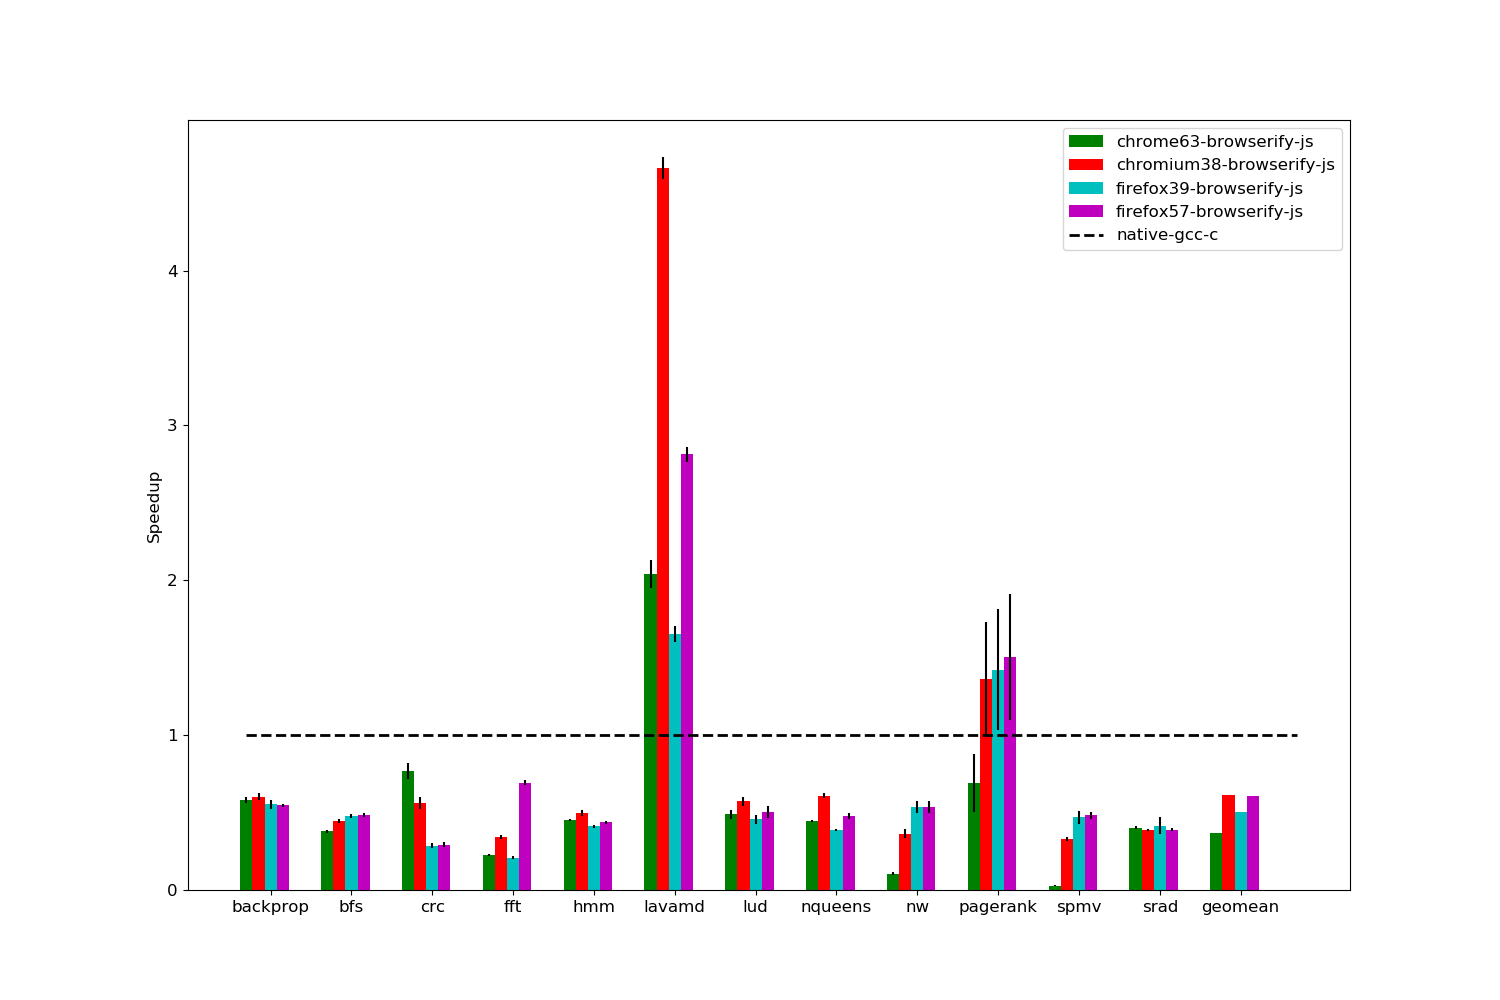 chrome63-browserify-js
chromium38-browserify-js
firefox39-browserify-js
firefox57-browserify-js
native-gcc-c
Speedup
4
3
2
1
0
backprop bfs crc fft hmm lavamd lud nqueens nw pagerank spmv srad geomean